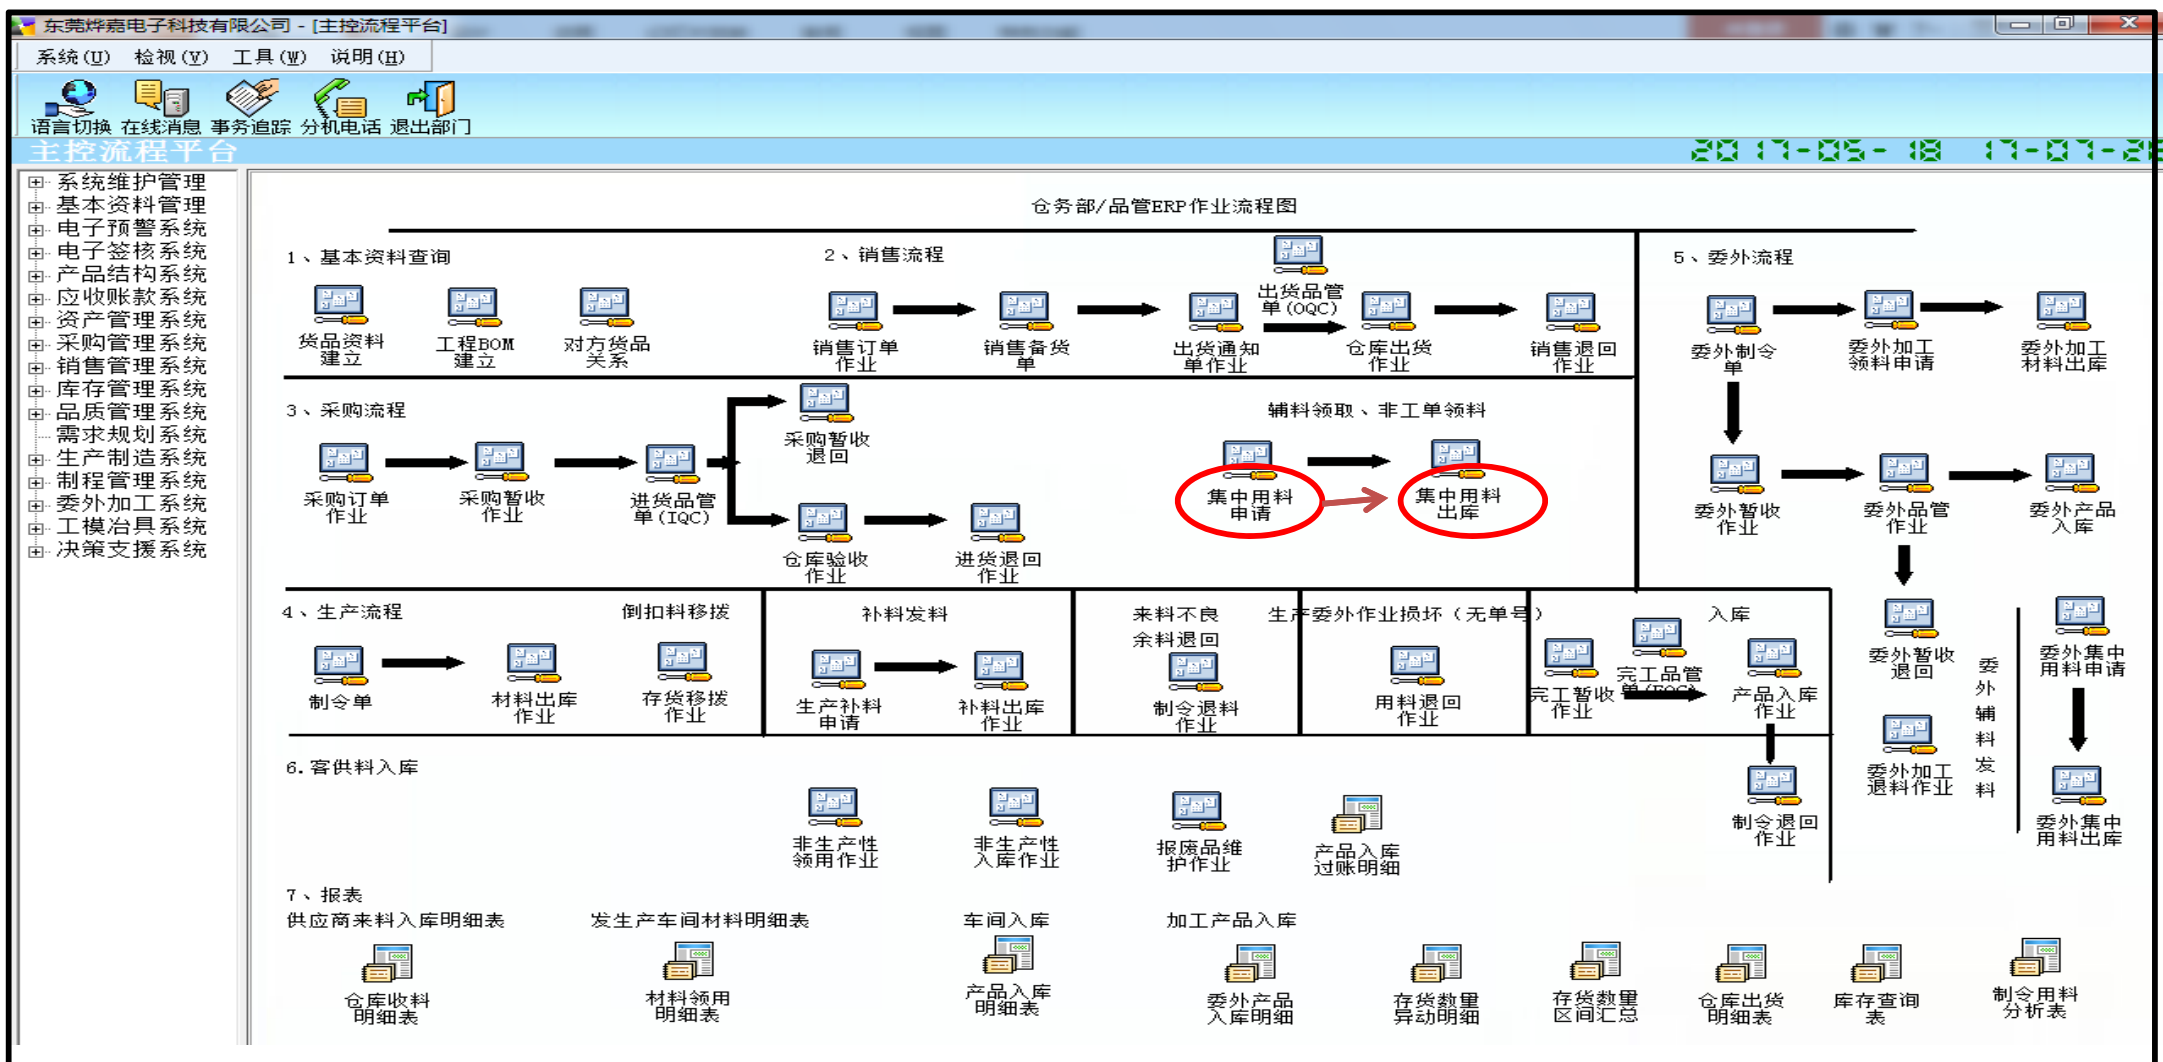 东莞烨嘉电子科技有限公司 - [主控流程平台]
系统(U) 检视(V) 工具(W) 说明(H)
语言切换 在线消息 事务追踪 分机电话 退出部门
主控流程平台
2017-05-18 17-07-2
系统维护管理
基本资料管理
电子预警系统
电子签核系统
产品结构系统
应收账款系统
资产管理系统
采购管理系统
销售管理系统
库存管理系统
品质管理系统
需求规划系统
生产制造系统
制程管理系统
委外加工系统
工模冶具系统
决策支援系统
仓务部/品管ERP作业流程图
1、基本资料查询
货品资料
建立
工程BOM
建立
对方货品
关系
2、销售流程
销售订单
作业
销售备货
单
出货通知
单作业
出货品管
单(OQC)
仓库出货
作业
销售退回
作业
3、采购流程
采购订单
作业
采购暂收
作业
进货品管
单(IQC)
采购暂收
退回
仓库验收
作业
进货退回
作业
辅料领取、非工单领料
集中用料
申请
集中用料
出库
4、生产流程
制令单
材料出库
作业
倒扣料移拨
存货移拨
作业
补料发料
生产补料
申请
补料出库
作业
来料不良
余料退回
制令退料
作业
生产委外作业损坏（无单号）
用料退回
作业
入库
完工暂收
作业
完工品管
单(FQC)
产品入库
作业
制令退回
作业
5、委外流程
委外制令
单
委外加工
领料申请
委外加工
材料出库
委外暂收
作业
委外品管
作业
委外产品
入库
委外暂收
退回
委外加工
退料作业
委
外
辅
料
发
料
委外集中
用料申请
委外集中
用料出库
6.客供料入库
非生产性
领用作业
非生产性
入库作业
报废品维
护作业
产品入库
过账明细
7、报表
供应商来料入库明细表
仓库收料
明细表
发生产车间材料明细表
材料领用
明细表
车间入库
产品入库
明细表
加工产品入库
委外产品
入库明细
存货数量
异动明细
存货数量
区间汇总
仓库出货
明细表
库存查询
表
制令用料
分析表